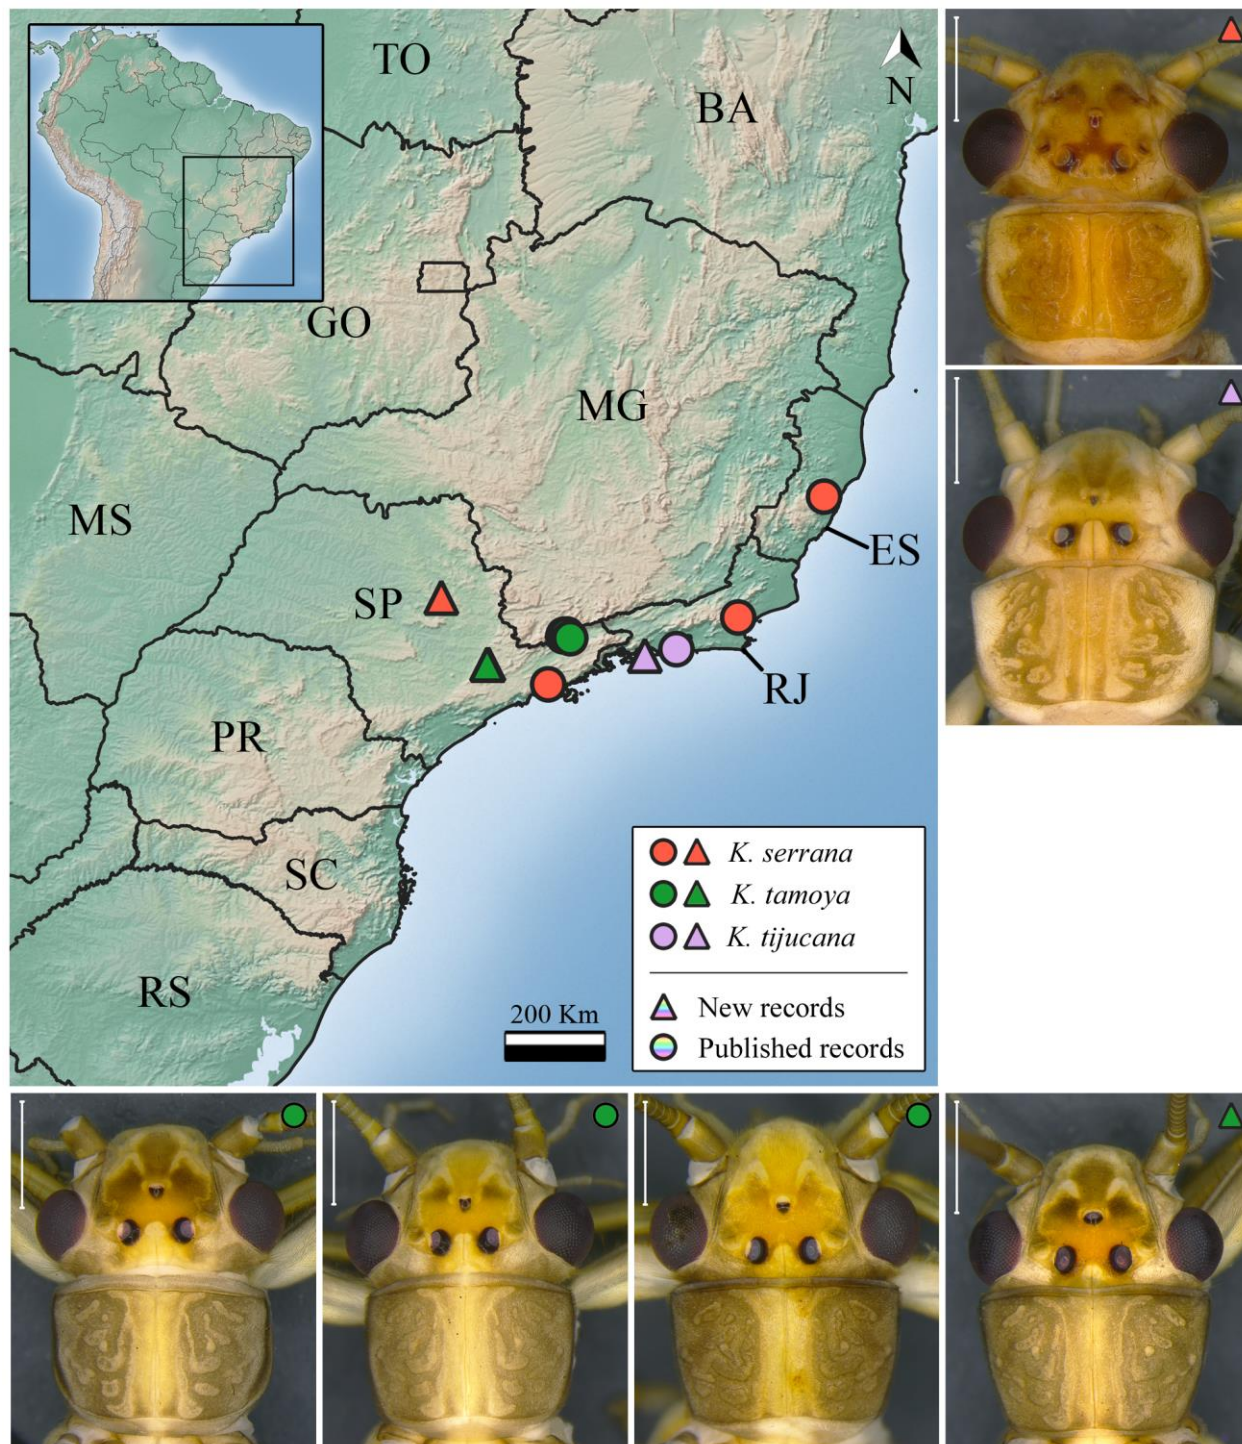 TO
BA
N
GO
MG
MS
ES
SP
RJ
PR
SC
RS
K. serrana
K. tamoya
K. tijucana
200 Km
New records
Published records